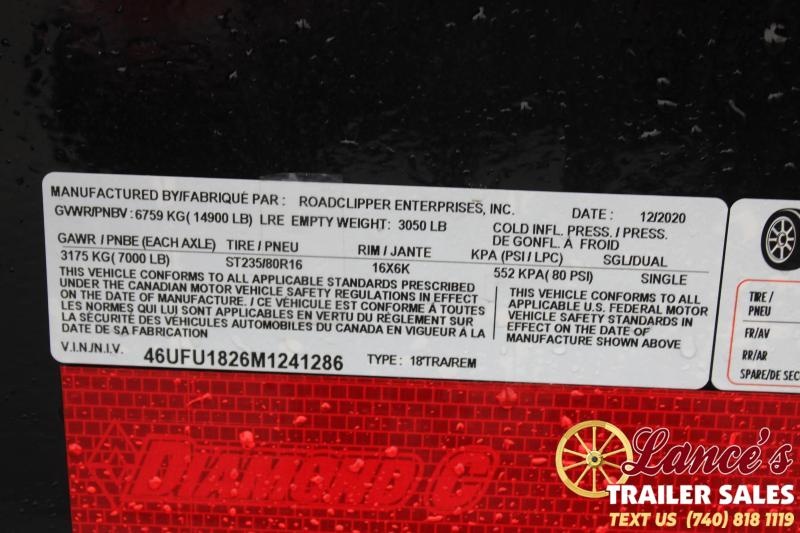 MANUFACTURED BY/FABRIQUÉ PAR : ROADCLIPPER ENTERPRISES, INC. DATE : 12/2020
GVWR/PNBV : 6759 KG( 14900 LB) LRE EMPTY WEIGHT: 3050 LB
COLD INFL. PRESS./ PRESS.
DE GONFL. À FROID
GAWR / PNBE (EACH AXLE) TIRE / PNEU RIM / JANTE KPA (PSI / LPC) SGL/DUAL
3175 KG( 7000 LB) ST235/80R16 16X6K 552 KPA( 80 PSI) SINGLE
THIS VEHICLE CONFORMS TO ALL APPLICABLE STANDARDS PRESCRIBED
UNDER THE CANADIAN MOTOR VEHICLE SAFETY REGULATIONS IN EFFECT
ON THE DATE OF MANUFACTURE. / CE VÉHICULE EST CONFORME À TOUTES
LES NORMES QUI LUI SONT APPLICABLES EN VERTU DU RÈGLEMENT SUR
LA SÉCURITÉ DES VÉHICULES AUTOMOBILES DU CANADA EN VIGUEUR À LA
DATE DE SA FABRICATION
THIS VEHICLE CONFORMS TO ALL
APPLICABLE U.S. FEDERAL MOTOR
VEHICLE SAFETY STANDARDS IN
EFFECT ON THE DATE OF
MANUFACTURE SHOWN ABOVE
V.I.N./N.I.V. 46UFU1826M1241286 TYPE: 18'TRA/REM
TIRE /
PNEU
FR/AV
RR/AR
SPARE/DE SEC
DIAMOND C
Lance's
TRAILER SALES
TEXT US (740) 818 1119